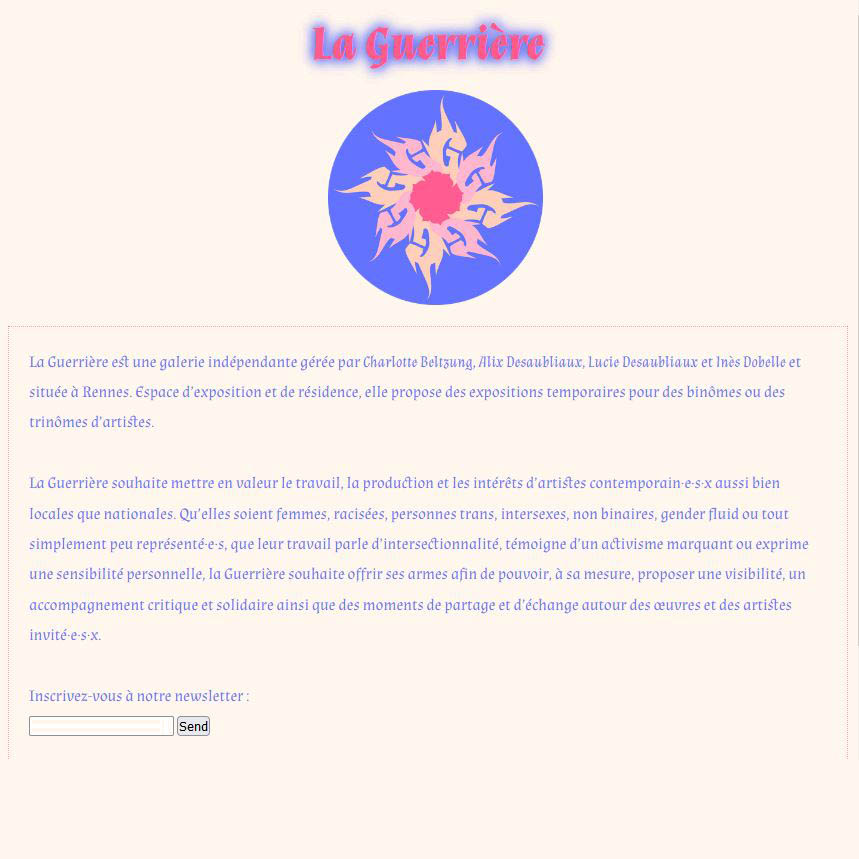 La Guerrière
La Guerrière est une galerie indépendante gérée par Charlotte Beltzung, Alix Desaubliaux, Lucie Desaubliaux et Inès Dobelle et
située à Rennes. Espace d'exposition et de résidence, elle propose des expositions temporaires pour des binômes ou des
trinômes d'artistes.
La Guerrière souhaite mettre en valeur le travail, la production et les intérêts d'artistes contemporain·e·s·x aussi bien
locales que nationales. Qu'elles soient femmes, racisées, personnes trans, intersexes, non binaires, gender fluid ou tout
simplement peu représenté·e·s, que leur travail parle d'intersectionnalité, témoigne d'un activisme marquant ou exprime
une sensibilité personnelle, la Guerrière souhaite offrir ses armes afin de pouvoir, à sa mesure, proposer une visibilité, un
accompagnement critique et solidaire ainsi que des moments de partage et d'échange autour des œuvres et des artistes
invité·e·s·x.
Inscrivez-vous à notre newsletter :
Send